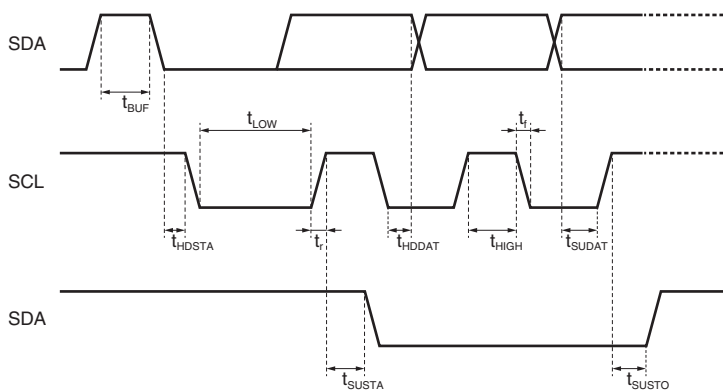 SDA
tBUF
tLOW
tf
SCL
tHDSTA
tr
tHDDAT
tHIGH
tSUDAT
SDA
tSUSTA
tSUSTO